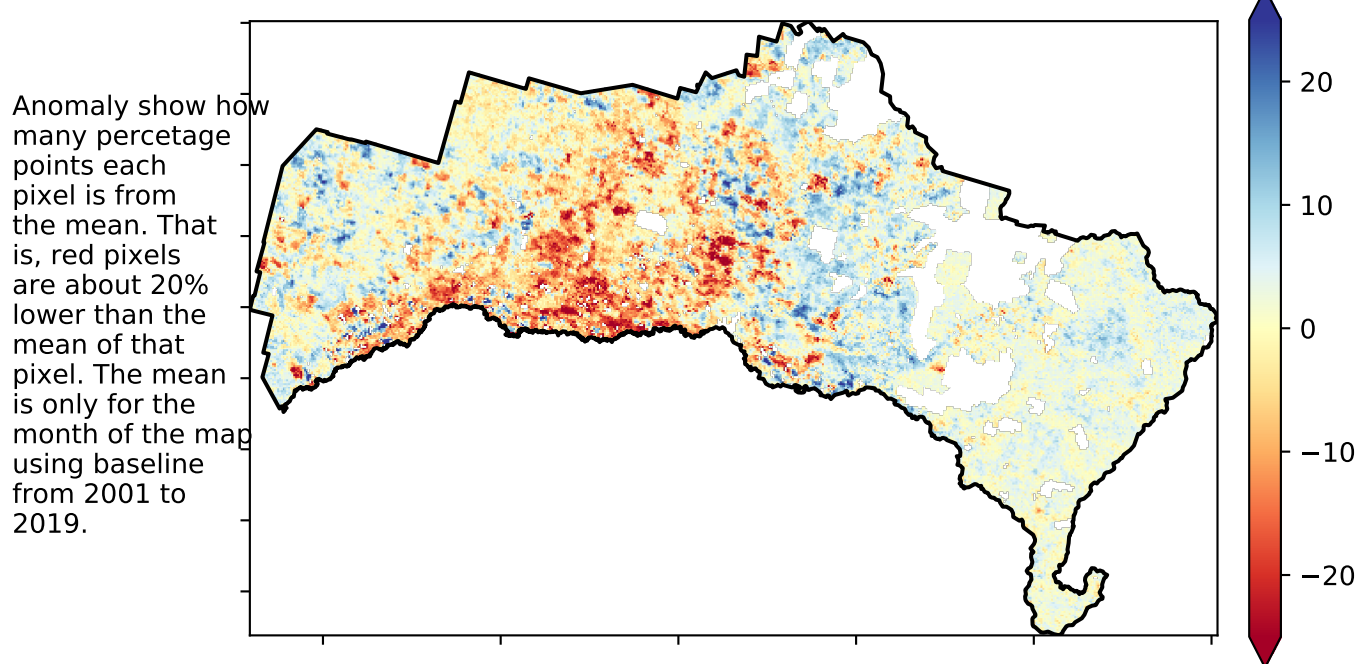 Anomaly show how
many percetage
points each
pixel is from
the mean. That
is, red pixels
are about 20%
lower than the
mean of that
pixel. The mean
is only for the
month of the map
using baseline
from 2001 to
2019.
20
10
0
−10
−20